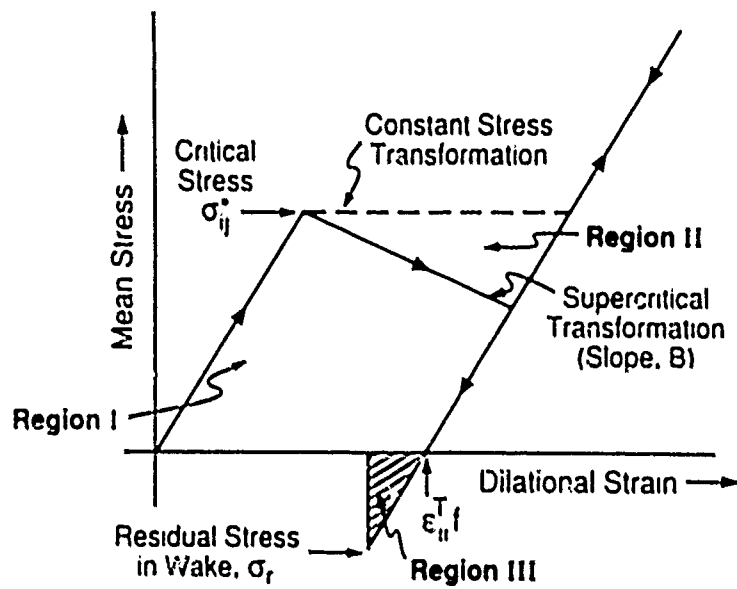 Constant Stress
Transformation
Critical
Stress
σ*ij
Mean Stress
Region II
Supercritical
Transformation
(Slope, B)
Region I
Dilational Strain
ε^T_ii f
Residual Stress
in Wake, σr
Region III